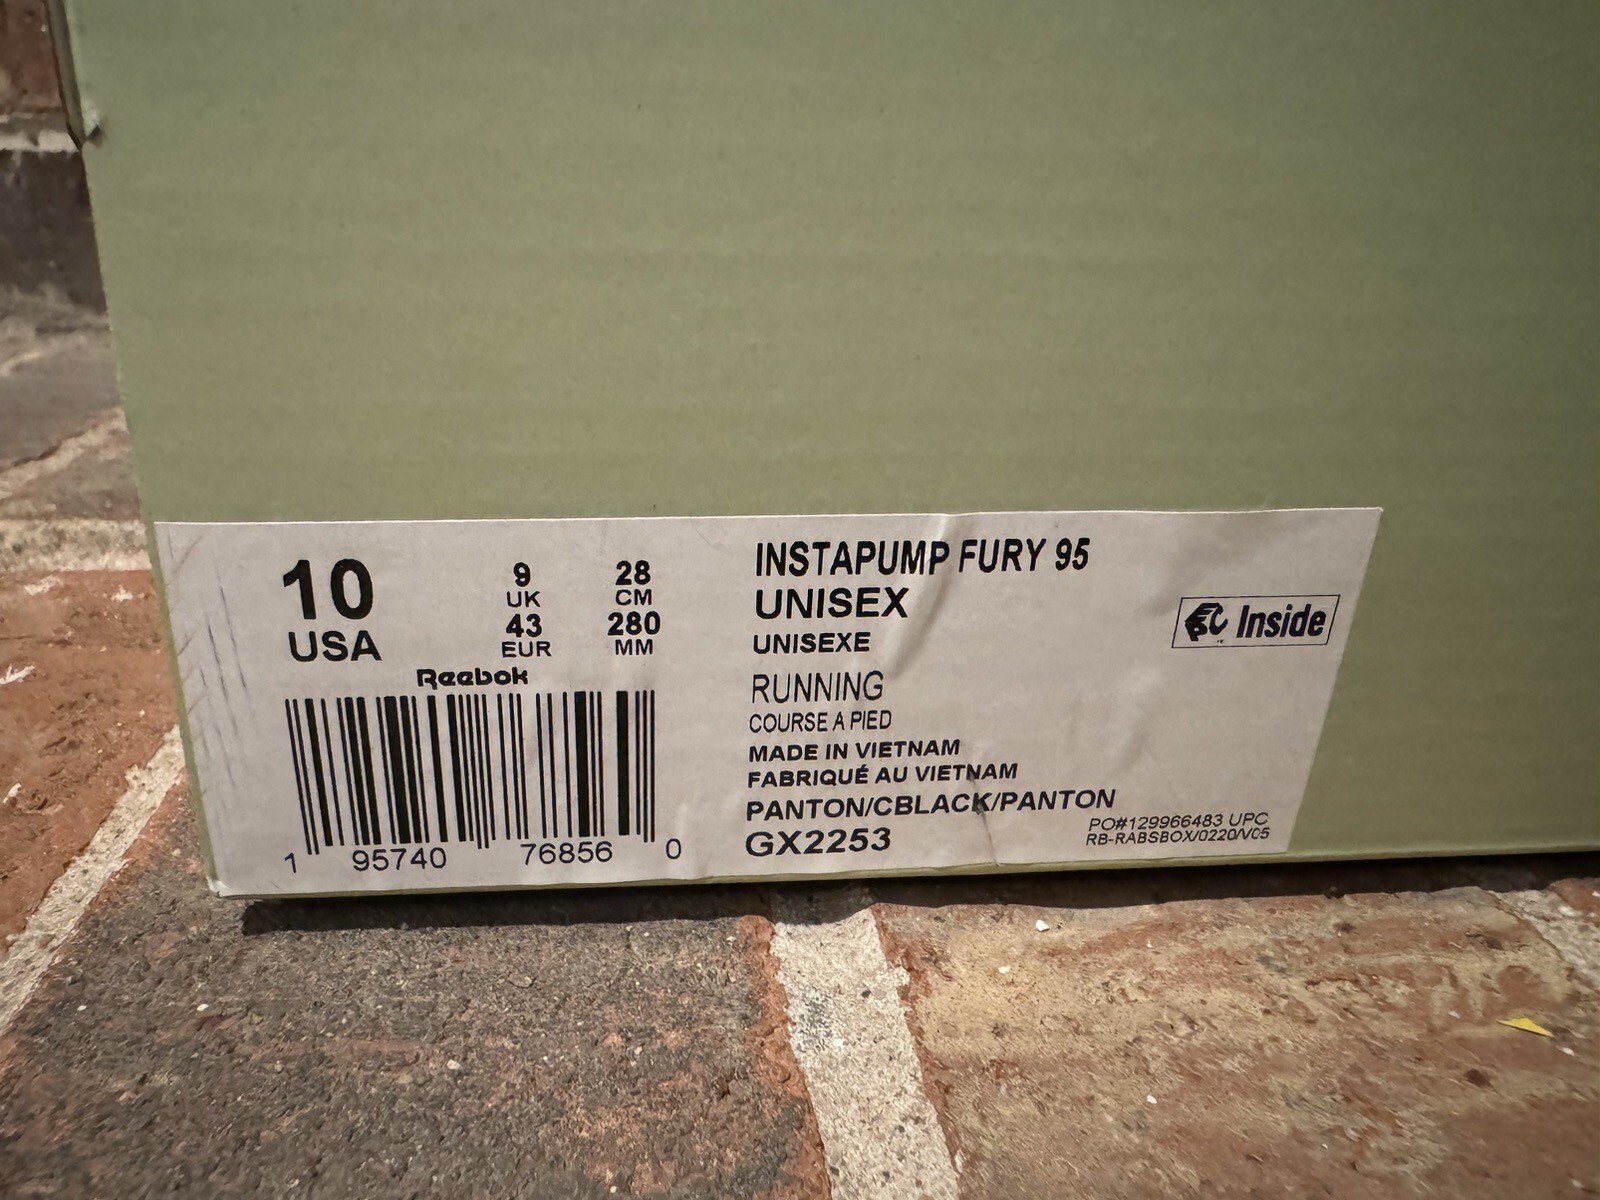 10
USA
9
UK
43
EUR
28
CM
280
MM
Reebok
1 95740 76856 0
INSTAPUMP FURY 95
UNISEX
UNISEXE
RUNNING
COURSE A PIED
MADE IN VIETNAM
FABRIQUÉ AU VIETNAM
PANTON/CBLACK/PANTON
GX2253
Inside
PO#129966483 UPC
RB-RABSBOX/0220/V05